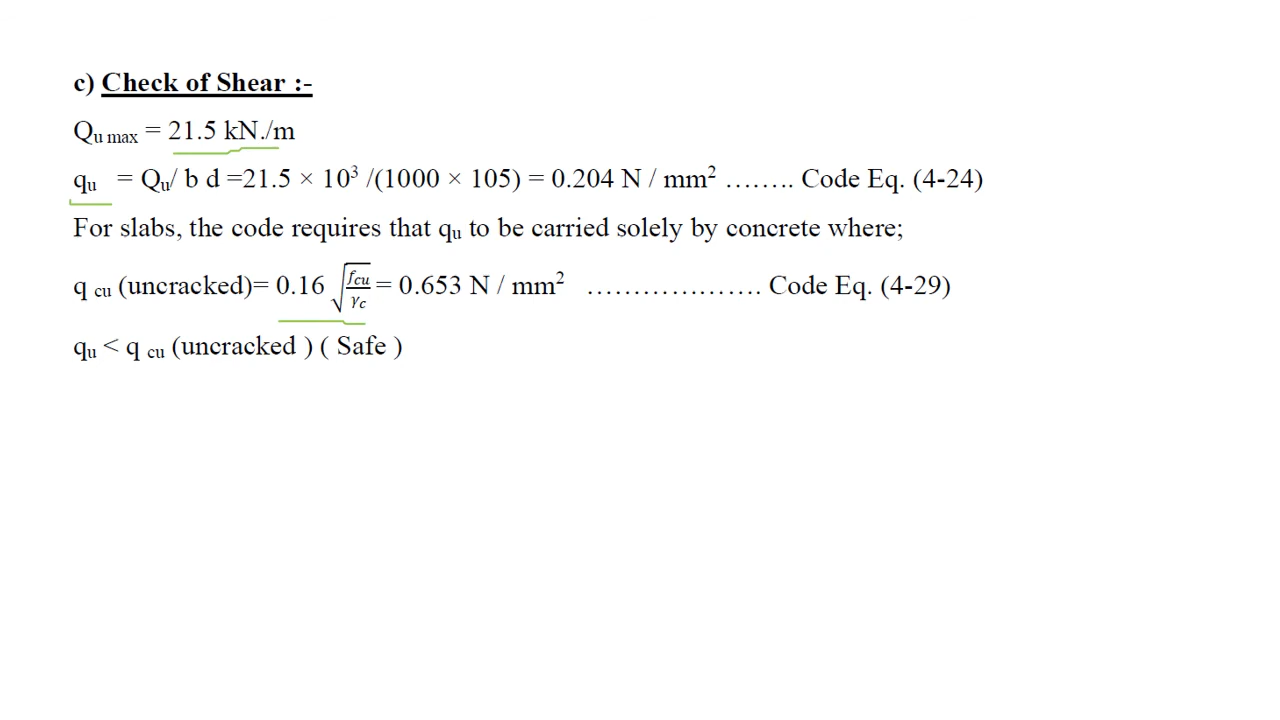 c) Check of Shear :-
Qu max = 21.5 kN./m
qu = Qu/ b d =21.5 × 10³ /(1000 × 105) = 0.204 N / mm² …….. Code Eq. (4-24)
For slabs, the code requires that qu to be carried solely by concrete where;
q cu (uncracked)= 0.16 √(fcu/γc) = 0.653 N / mm² ………………. Code Eq. (4-29)
qu < q cu (uncracked ) ( Safe )